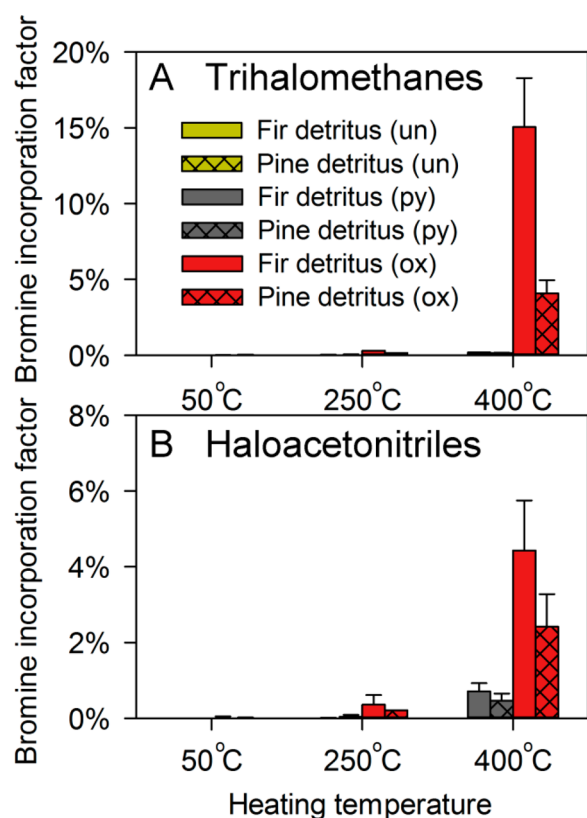 Bromine incorporation factor
20%
15%
10%
5%
0%
A Trihalomethanes
Fir detritus (un)
Pine detritus (un)
Fir detritus (py)
Pine detritus (py)
Fir detritus (ox)
Pine detritus (ox)
50°C 250°C 400°C
Bromine incorporation factor
8%
6%
4%
2%
0%
B Haloacetonitriles
50°C 250°C 400°C
Heating temperature